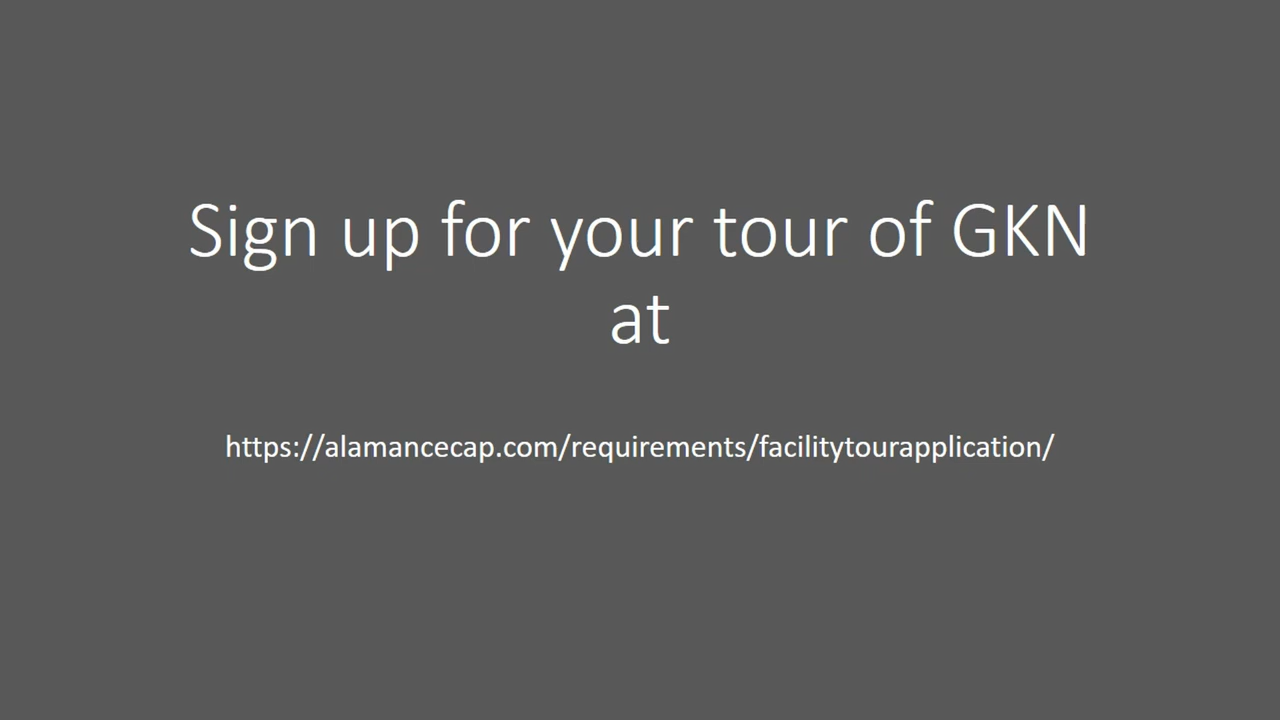 Sign up for your tour of GKN
at
https://alamancecap.com/requirements/facilitytourapplication/